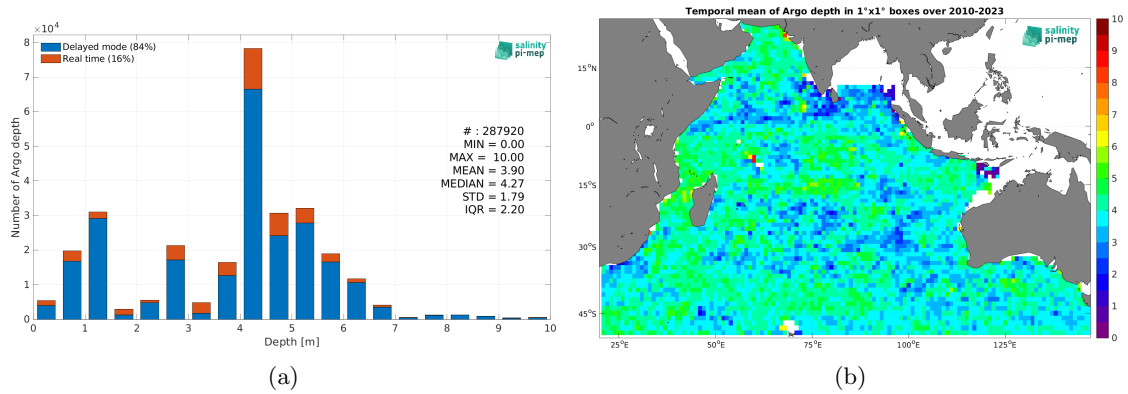 ×10⁴
Delayed mode (84%)
Real time (16%)
salinity
pi-mep
# : 287920
MIN = 0.00
MAX = 10.00
MEAN = 3.90
MEDIAN = 4.27
STD = 1.79
IQR = 2.20
Number of Argo depth
8
7
6
5
4
3
2
1
0
0 1 2 3 4 5 6 7 8 9 10
Depth [m]
(a)
Temporal mean of Argo depth in 1°x1° boxes over 2010-2023
salinity
pi-mep
15°N
0°
15°S
30°S
45°S
25°E 50°E 75°E 100°E 125°E
10
9
8
7
6
5
4
3
2
1
0
(b)